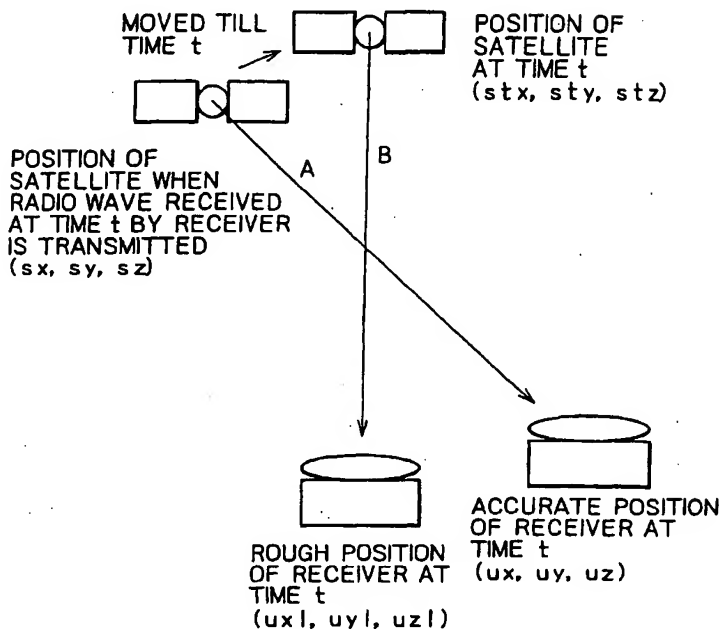 MOVED TILL
TIME t
POSITION OF
SATELLITE
AT TIME t
(stx, sty, stz)
POSITION OF
SATELLITE WHEN
RADIO WAVE RECEIVED
AT TIME t BY RECEIVER
IS TRANSMITTED
(sx, sy, sz)
A
B
ROUGH POSITION
OF RECEIVER AT
TIME t
(uxl, uyl, uzl)
ACCURATE POSITION
OF RECEIVER AT
TIME t
(ux, uy, uz)